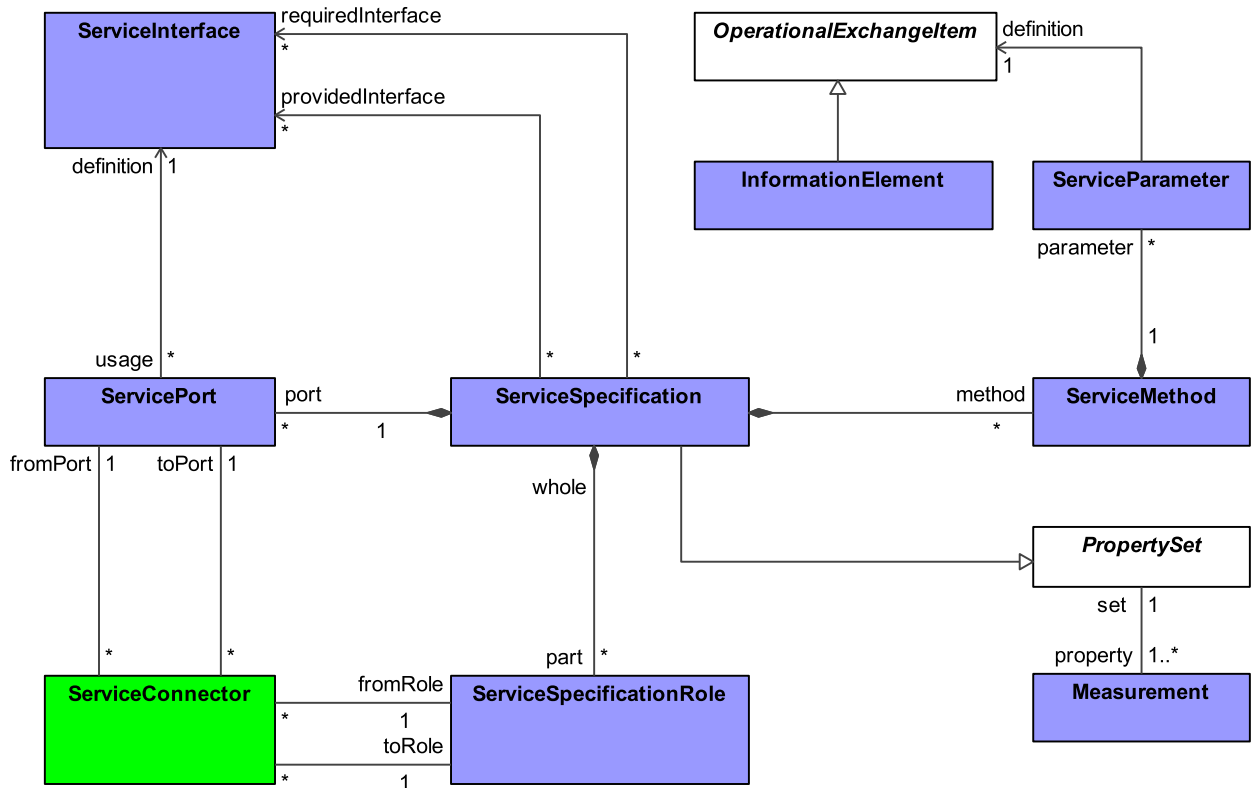 ServiceInterface
requiredInterface
*
providedInterface
*
definition
1
OperationalExchangeItem
definition
1
InformationElement
ServiceParameter
parameter
*
1
usage
*
*
*
ServicePort
port
*
1
ServiceSpecification
method
*
ServiceMethod
fromPort
1
toPort
1
whole
PropertySet
set
1
property
1..*
Measurement
*
*
part
*
ServiceConnector
fromRole
*
1
toRole
*
1
ServiceSpecificationRole